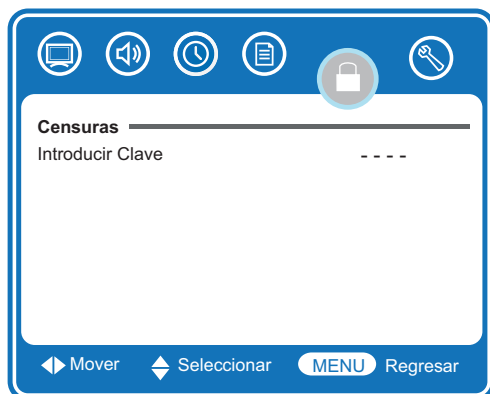 Censuras
Introducir Clave - - - -
Mover Seleccionar MENU Regresar